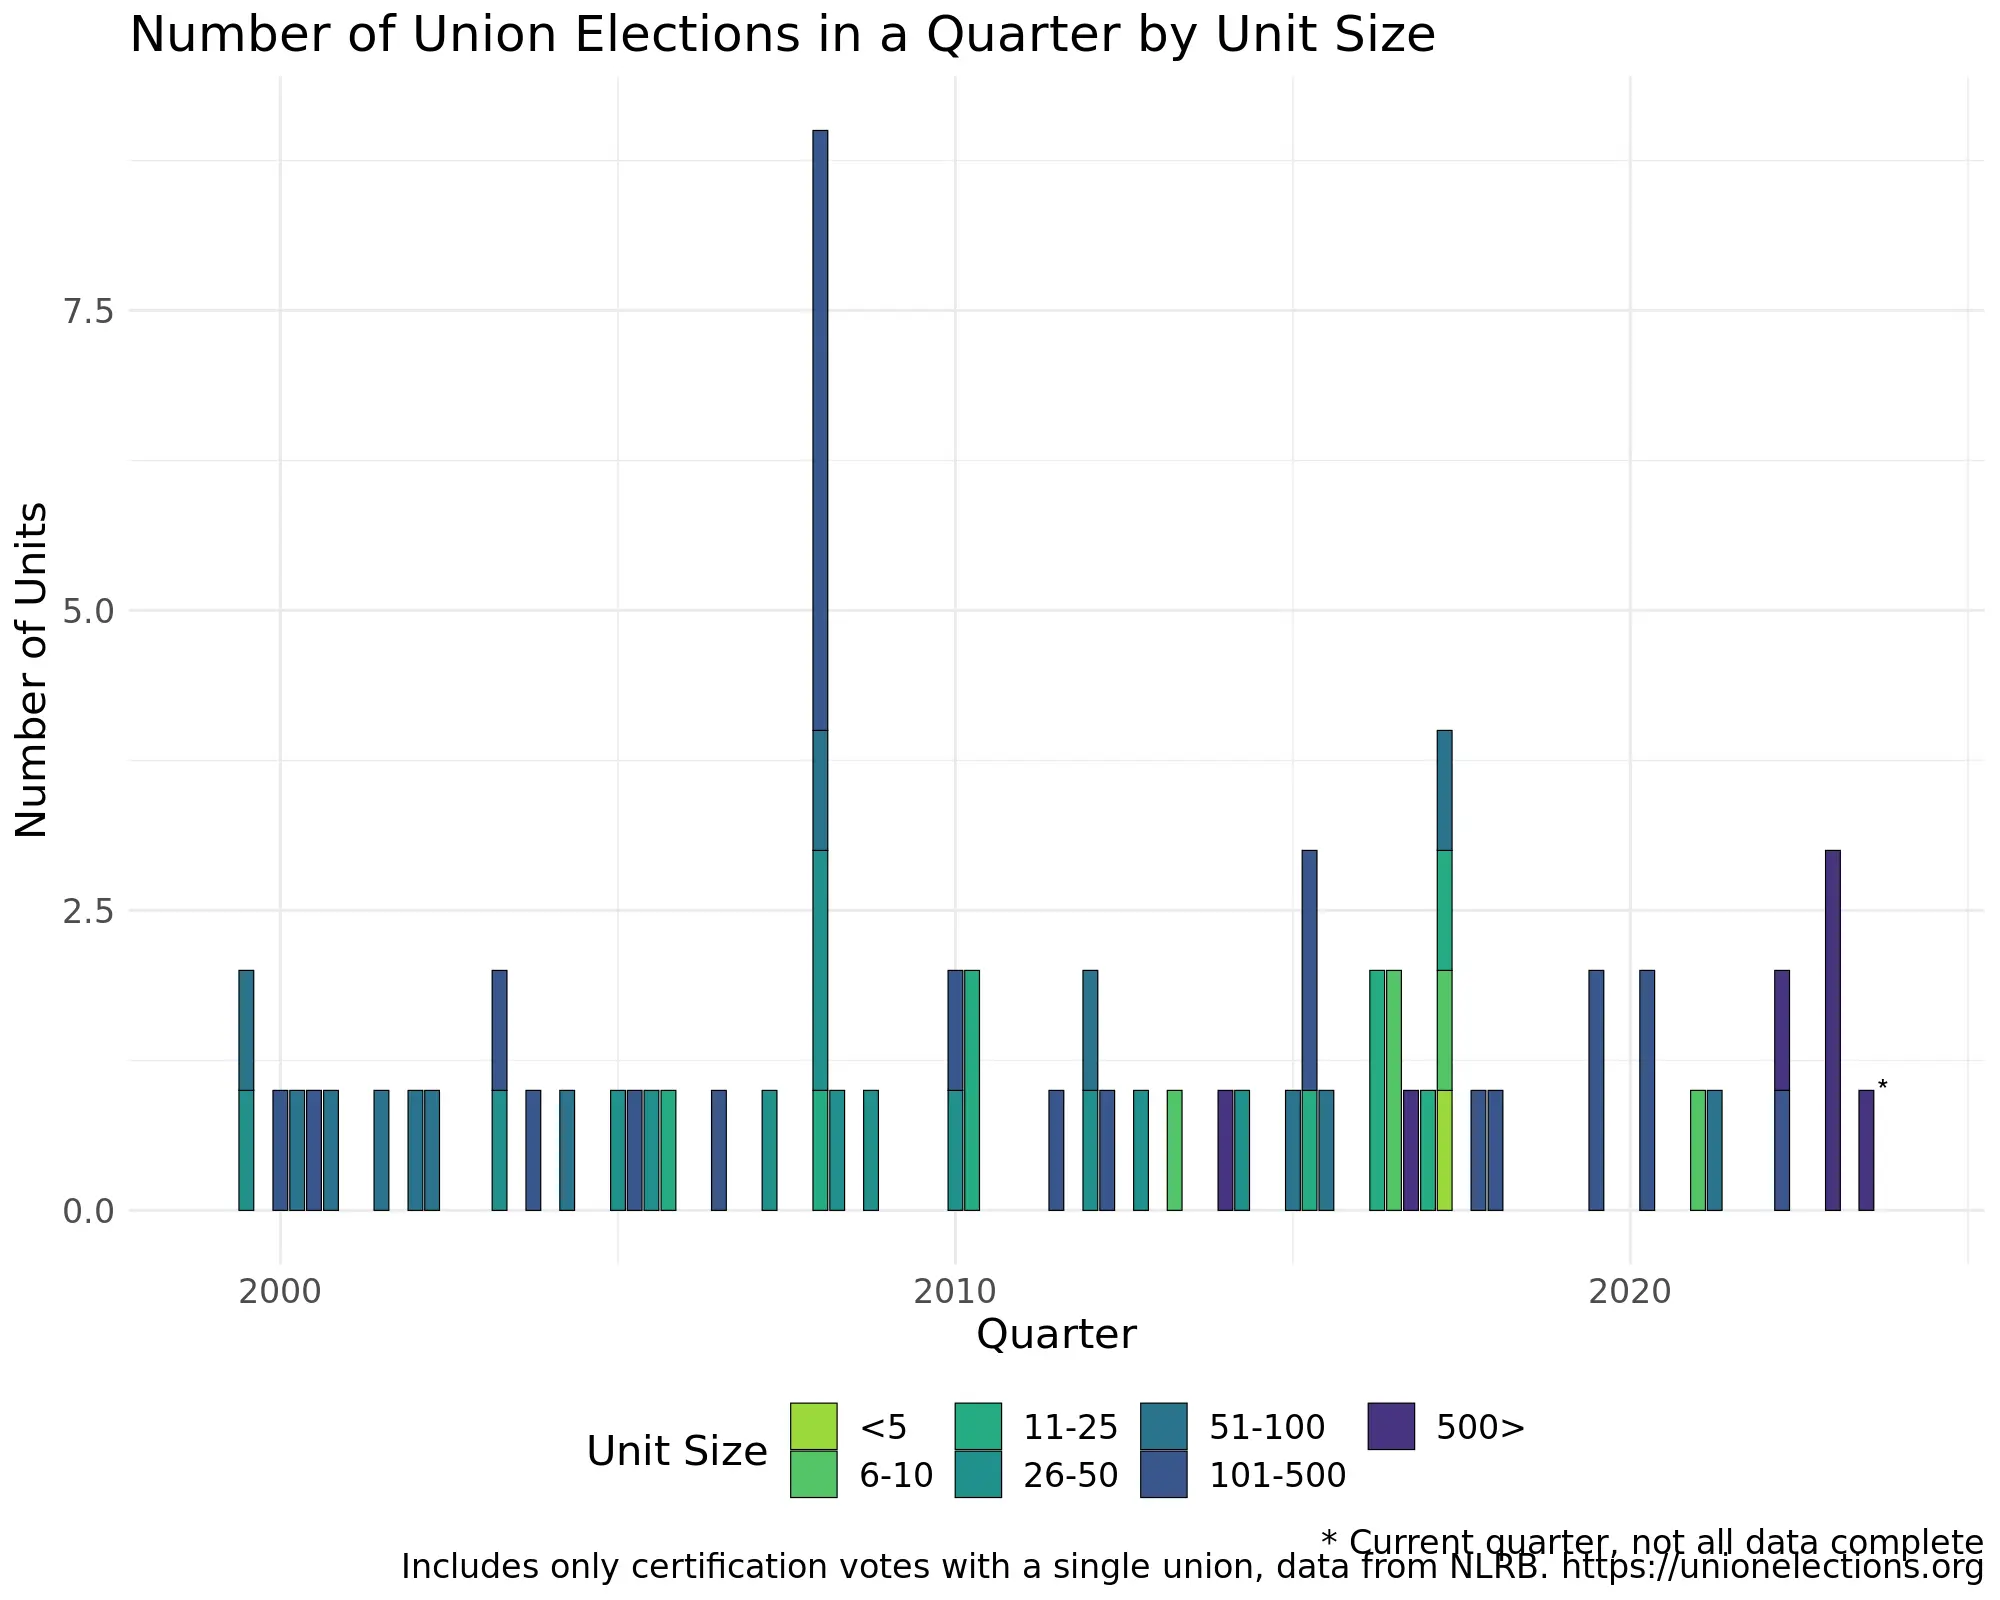 Number of Union Elections in a Quarter by Unit Size
Number of Units
7.5
5.0
2.5
0.0
*
2000 2010 2020
Quarter
Unit Size
<5 11-25 51-100 500>
6-10 26-50 101-500
* Current quarter, not all data complete
Includes only certification votes with a single union, data from NLRB. https://unionelections.org